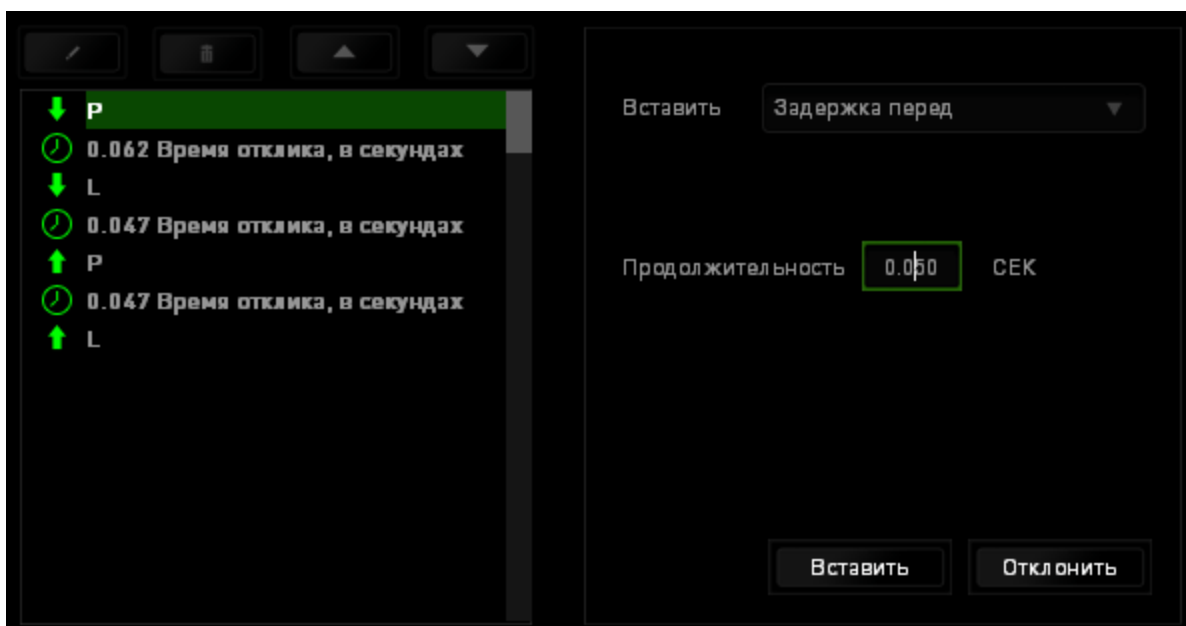 P
0.062 Время отклика, в секундах
L
0.047 Время отклика, в секундах
P
0.047 Время отклика, в секундах
L
Вставить Задержка перед
Продолжительность 0.050 СЕК
Вставить Отклонить